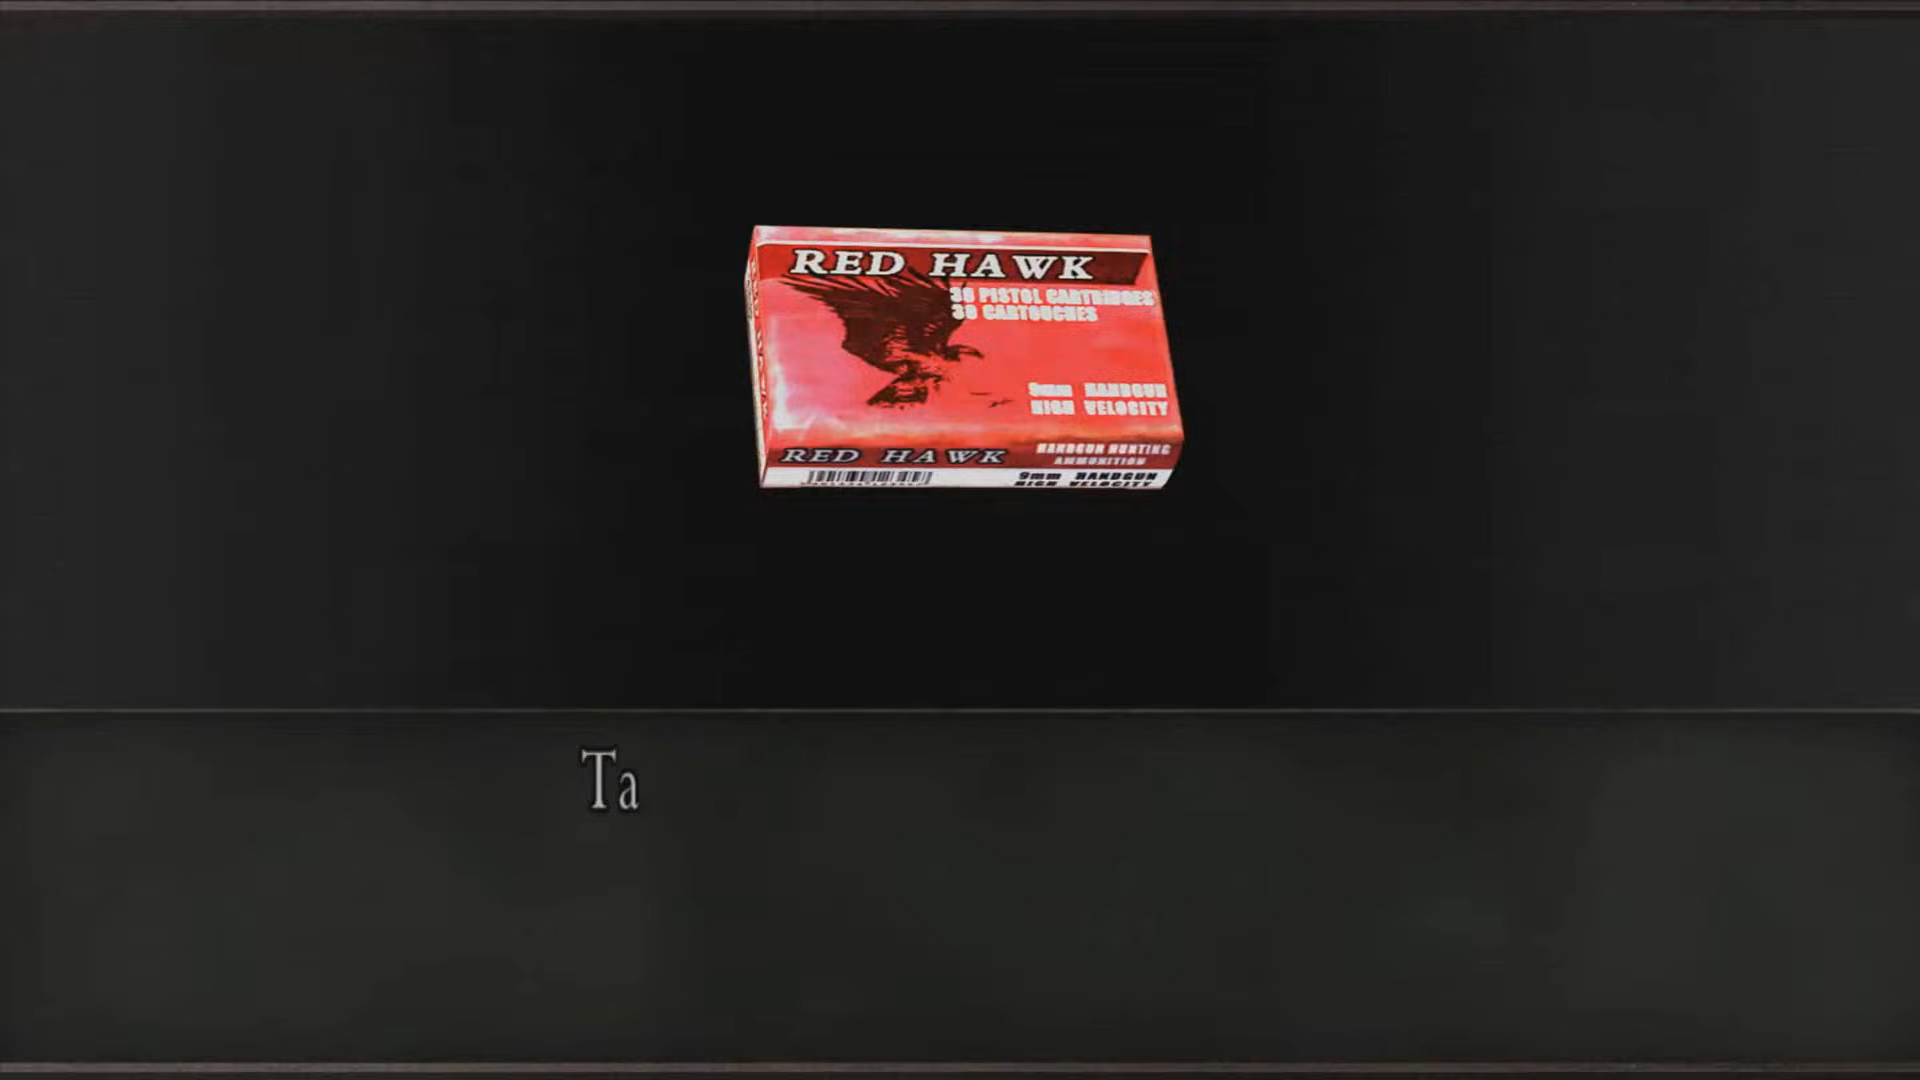 RED HAWK
30 PISTOL CARTRIDGES
30 CARTOUCHES
9mm HANDGUN
HIGH VELOCITY
RED HAWK
HANDGUN HUNTING
AMMUNITION
9mm HANDGUN
HIGH VELOCITY
Ta